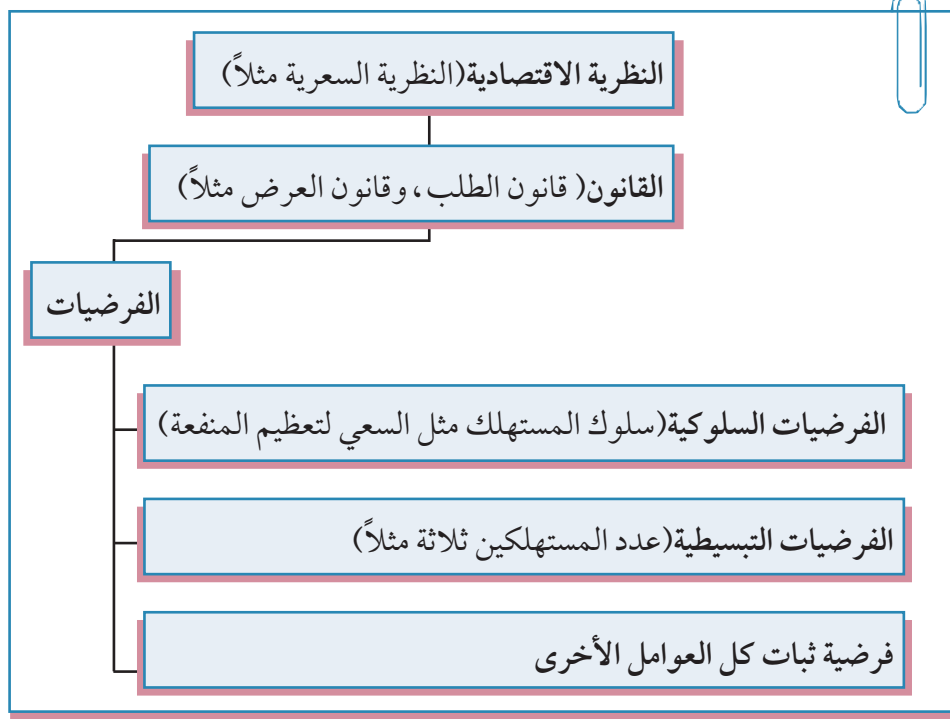 النظرية الاقتصادية(النظرية السعرية مثلاً)
القانون( قانون الطلب، وقانون العرض مثلاً)
الفرضيات
الفرضيات السلوكية(سلوك المستهلك مثل السعي لتعظيم المنفعة)
الفرضيات التبسيطية(عدد المستهلكين ثلاثة مثلاً)
فرضية ثبات كل العوامل الأخرى